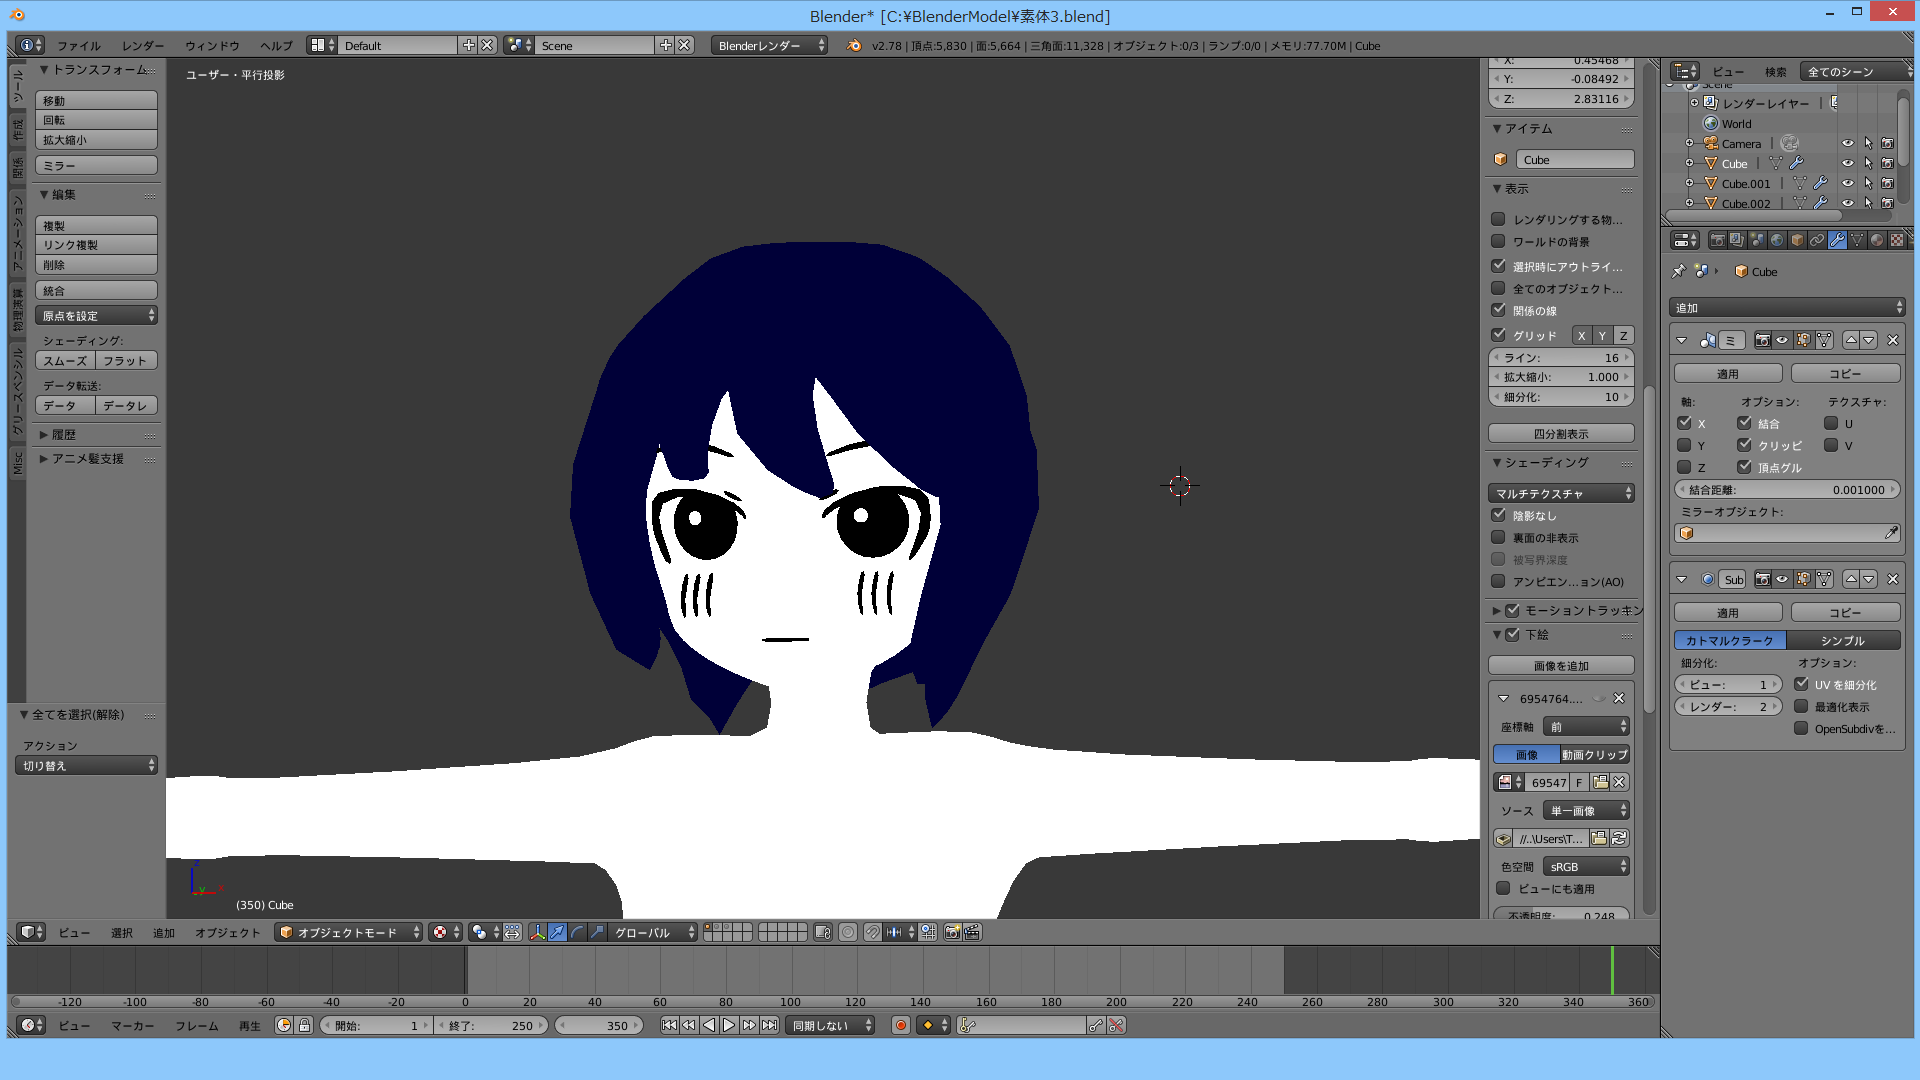 Blender* [C:¥BlenderModel¥素体3.blend]
ファイル レンダー ウィンドウ ヘルプ Default Scene Blenderレンダー v2.78 | 頂点:5,830 | 面:5,664 | 三角面:11,328 | オブジェクト:0/3 | ランプ:0/0 | メモリ:77.70M | Cube
ツール
作成
関係
アニメーション
物理演算
グリースペンシル
Misc
トランスフォーム
移動
回転
拡大縮小
ミラー
編集
複製
リンク複製
削除
統合
原点を設定
シェーディング:
スムーズ フラット
データ転送:
データ データレ
履歴
アニメ髪支援
全てを選択(解除)
アクション
切り替え
ユーザー・平行投影
z
y
(350) Cube
X: 0.45468
Y: -0.08492
Z: 2.83116
アイテム
Cube
表示
レンダリングする物...
ワールドの背景
選択時にアウトライ...
全てのオブジェクト...
関係の線
グリッド X Y Z
ライン: 16
拡大縮小: 1.000
細分化: 10
四分割表示
シェーディング
マルチテクスチャ
陰影なし
裏面の非表示
被写界深度
アンビエン...ョン(AO)
モーショントラッキン
下絵
画像を追加
6954764....
座標軸 前
画像 動画クリップ
69547 F
ソース 単一画像
//..\Users\T...
色空間 sRGB
ビューにも適用
不透明度: 0.248
ビュー 検索 全てのシーン
Scene
レンダーレイヤー |
World
Camera |
Cube |
Cube.001 |
Cube.002 |
Cube
追加
ミ
適用 コピー
軸: オプション: テクスチャ:
X 結合 U
Y クリッピ V
Z 頂点グル
結合距離: 0.001000
ミラーオブジェクト:
Sub
適用 コピー
カトマルクラーク シンプル
細分化: オプション:
ビュー: 1 UV を細分化
レンダー: 2 最適化表示
OpenSubdivを...
ビュー 選択 追加 オブジェクト オブジェクトモード グローバル
-120 -100 -80 -60 -40 -20 0 20 40 60 80 100 120 140 160 180 200 220 240 260 280 300 320 340 360
ビュー マーカー フレーム 再生 開始: 1 終了: 250 350 同期しない